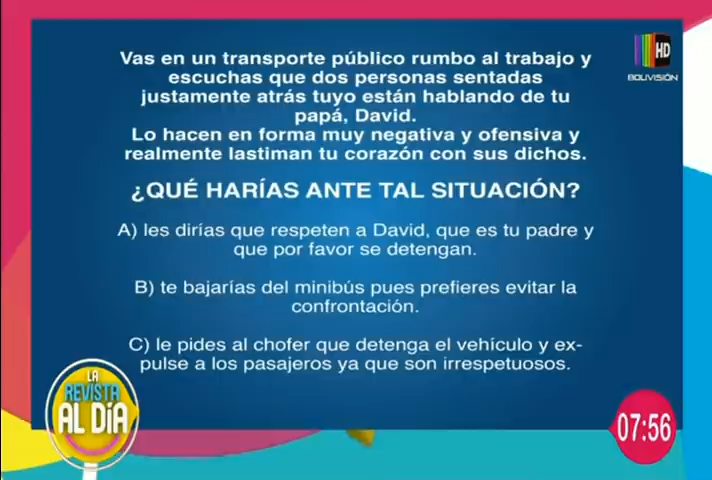 Vas en un transporte público rumbo al trabajo y
escuchas que dos personas sentadas
justamente atrás tuyo están hablando de tu
papá, David.
Lo hacen en forma muy negativa y ofensiva y
realmente lastiman tu corazón con sus dichos.
¿QUÉ HARÍAS ANTE TAL SITUACIÓN?
A) les dirías que respeten a David, que es tu padre y
que por favor se detengan.
B) te bajarías del minibús pues prefieres evitar la
confrontación.
C) le pides al chofer que detenga el vehículo y ex-
pulse a los pasajeros ya que son irrespetuosos.
HD
BOLIVISIÓN
LA
REVISTA
AL DÍA
07:56